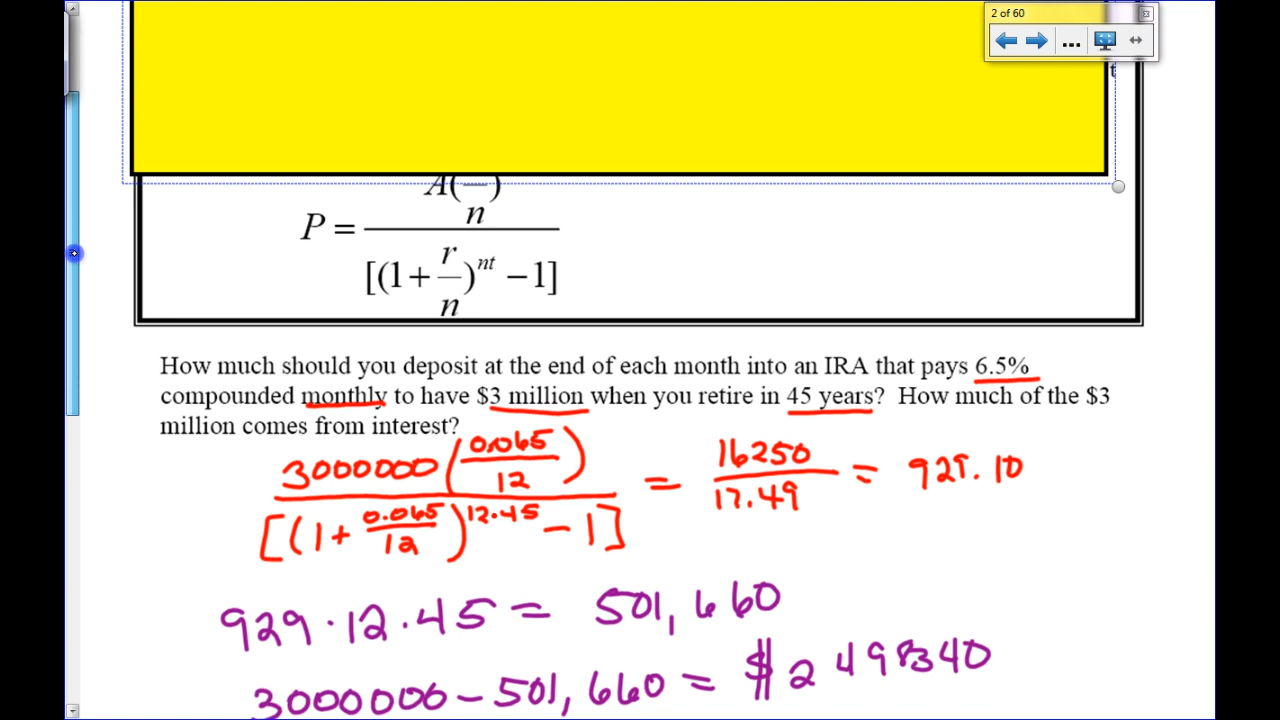 2 of 60
...
t
P = A(r/n) / [(1 + r/n)^nt − 1]
How much should you deposit at the end of each month into an IRA that pays 6.5%
compounded monthly to have $3 million when you retire in 45 years? How much of the $3
million comes from interest?
3000000 (0.065/12) / [(1 + 0.065/12)^12·45 − 1] = 16250/17.49 = 929.10
929 · 12 . 45 = 501,660
3000000 − 501,660 = $2 498340